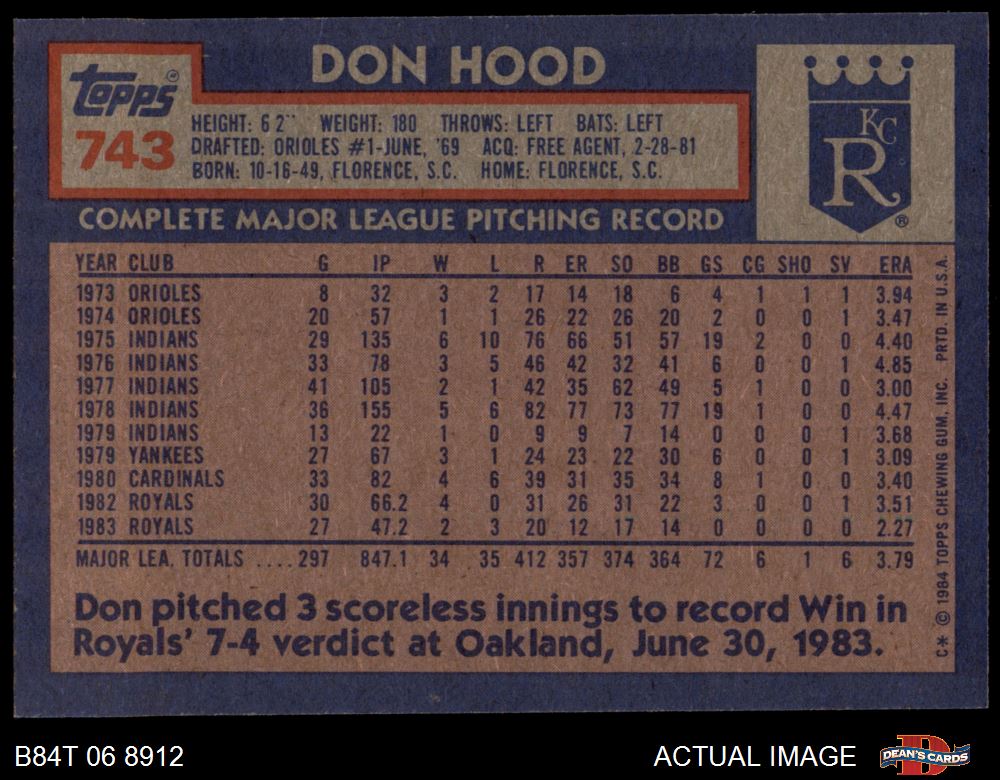 DON HOOD
topps
743
HEIGHT: 6 2" WEIGHT: 180 THROWS: LEFT BATS: LEFT
DRAFTED: ORIOLES #1-JUNE, '69 ACQ: FREE AGENT, 2-28-81
BORN: 10-16-49, FLORENCE, S.C. HOME: FLORENCE, S.C.
KC
R
®
COMPLETE MAJOR LEAGUE PITCHING RECORD
YEAR CLUB G IP W L R ER SO BB GS CG SHO SV ERA
1973 ORIOLES 8 32 3 2 17 14 18 6 4 1 1 1 3.94
1974 ORIOLES 20 57 1 1 26 22 26 20 2 0 0 1 3.47
1975 INDIANS 29 135 6 10 76 66 51 57 19 2 0 0 4.40
1976 INDIANS 33 78 3 5 46 42 32 41 6 0 0 1 4.85
1977 INDIANS 41 105 2 1 42 35 62 49 5 1 0 0 3.00
1978 INDIANS 36 155 5 6 82 77 73 77 19 1 0 0 4.47
1979 INDIANS 13 22 1 0 9 9 7 14 0 0 0 1 3.68
1979 YANKEES 27 67 3 1 24 23 22 30 6 0 0 1 3.09
1980 CARDINALS 33 82 4 6 39 31 35 34 8 1 0 0 3.40
1982 ROYALS 30 66.2 4 0 31 26 31 22 3 0 0 1 3.51
1983 ROYALS 27 47.2 2 3 20 12 17 14 0 0 0 0 2.27
MAJOR LEA. TOTALS .... 297 847.1 34 35 412 357 374 364 72 6 1 6 3.79
Don pitched 3 scoreless innings to record Win in
Royals' 7-4 verdict at Oakland, June 30, 1983.
C* © 1984 TOPPS CHEWING GUM, INC. PRTD. IN U.S.A.
B84T 06 8912
ACTUAL IMAGE
DEAN'S CARDS